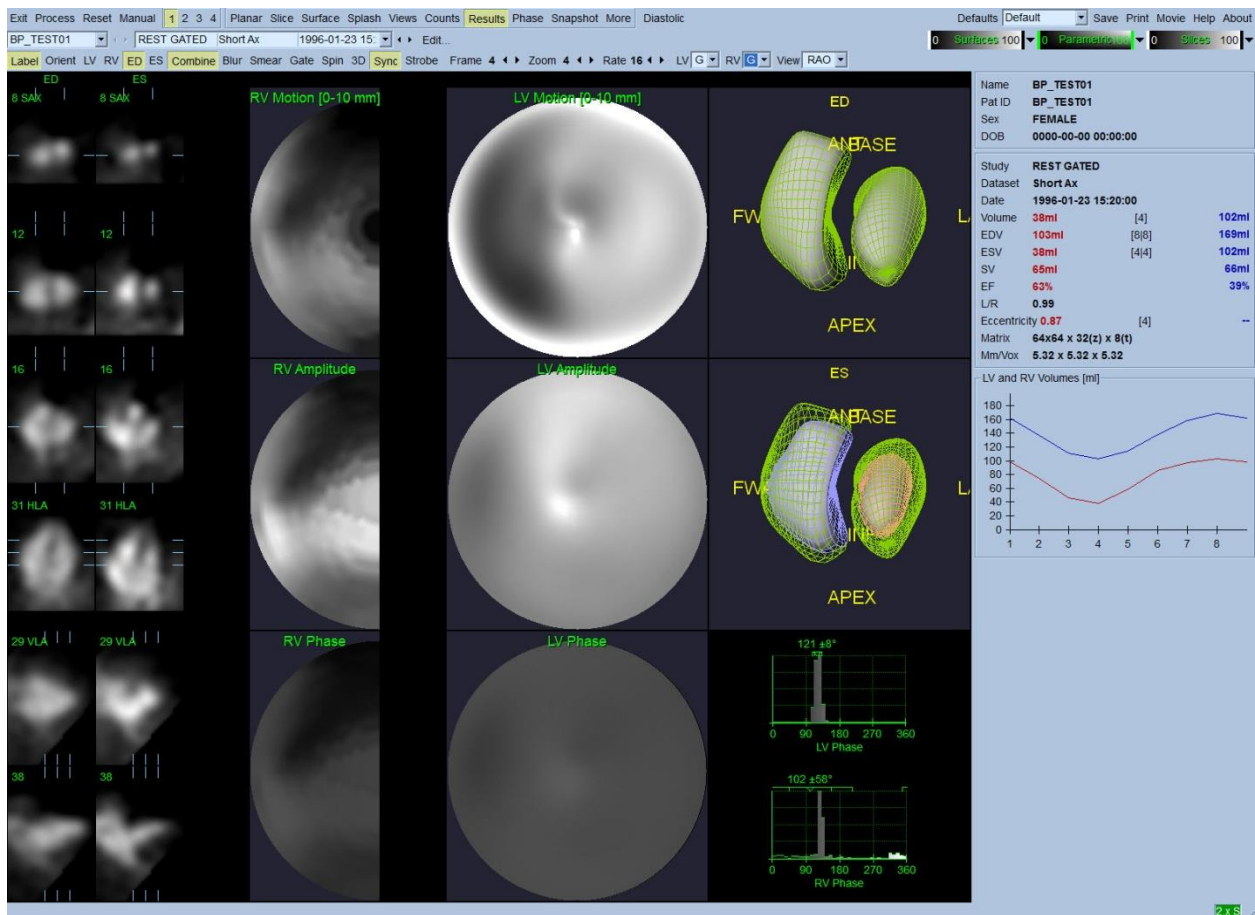 Exit Process Reset Manual 1 2 3 4 Planar Slice Surface Splash Views Counts Results Phase Snapshot More Diastolic Defaults Default Save Print Movie Help About
BP_TEST01 REST GATED Short Ax 1996-01-23 15: Edit... 0 Surfaces 100 0 Parametric 100 0 Slices 100
Label Orient LV RV ED ES Combine Blur Smear Gate Spin 3D Sync Strobe Frame 4 Zoom 4 Rate 16 LV G RV G View RAO
ED ES
8 SAX 8 SAX
RV Motion [0-10 mm] LV Motion [0-10 mm] ED
ANT BASE
12 12
FW
APEX
16 16
RV Amplitude LV Amplitude ES
ANT BASE
FW
31 HLA 31 HLA
APEX
29 VLA 29 VLA
RV Phase LV Phase
121 ±8°
0 90 180 270 360
LV Phase
38 38
102 ±58°
0 90 180 270 360
RV Phase
Name BP_TEST01
Pat ID BP_TEST01
Sex FEMALE
DOB 0000-00-00 00:00:00
Study REST GATED
Dataset Short Ax
Date 1996-01-23 15:20:00
Volume 38ml [4] 102ml
EDV 103ml [8|8] 169ml
ESV 38ml [4|4] 102ml
SV 65ml 66ml
EF 63% 39%
L/R 0.99
Eccentricity 0.87 [4] --
Matrix 64x64 x 32(z) x 8(t)
Mm/Vox 5.32 x 5.32 x 5.32
LV and RV Volumes [ml]
180
160
140
120
100
80
60
40
20
0
1 2 3 4 5 6 7 8
2 x S